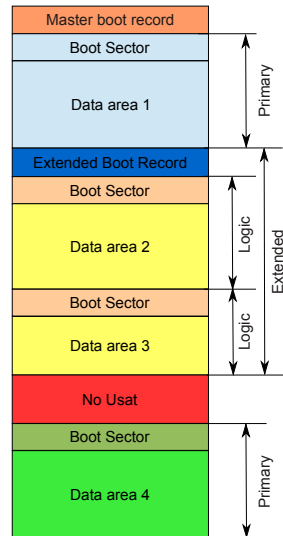 Master boot record
Boot Sector
Data area 1
Primary
Extended Boot Record
Boot Sector
Data area 2
Logic
Extended
Boot Sector
Data area 3
Logic
No Usat
Boot Sector
Data area 4
Primary